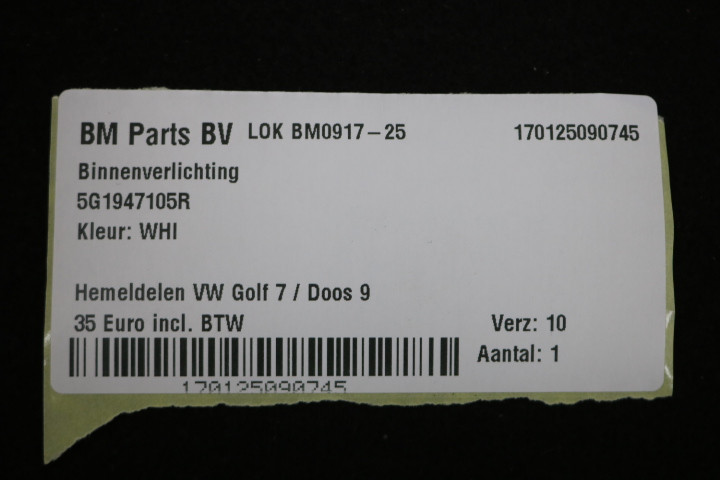 BM Parts BV LOK BM0917-25 170125090745
Binnenverlichting
5G1947105R
Kleur: WHI
Hemeldelen VW Golf 7 / Doos 9
35 Euro incl. BTW Verz: 10
Aantal: 1
170125090745